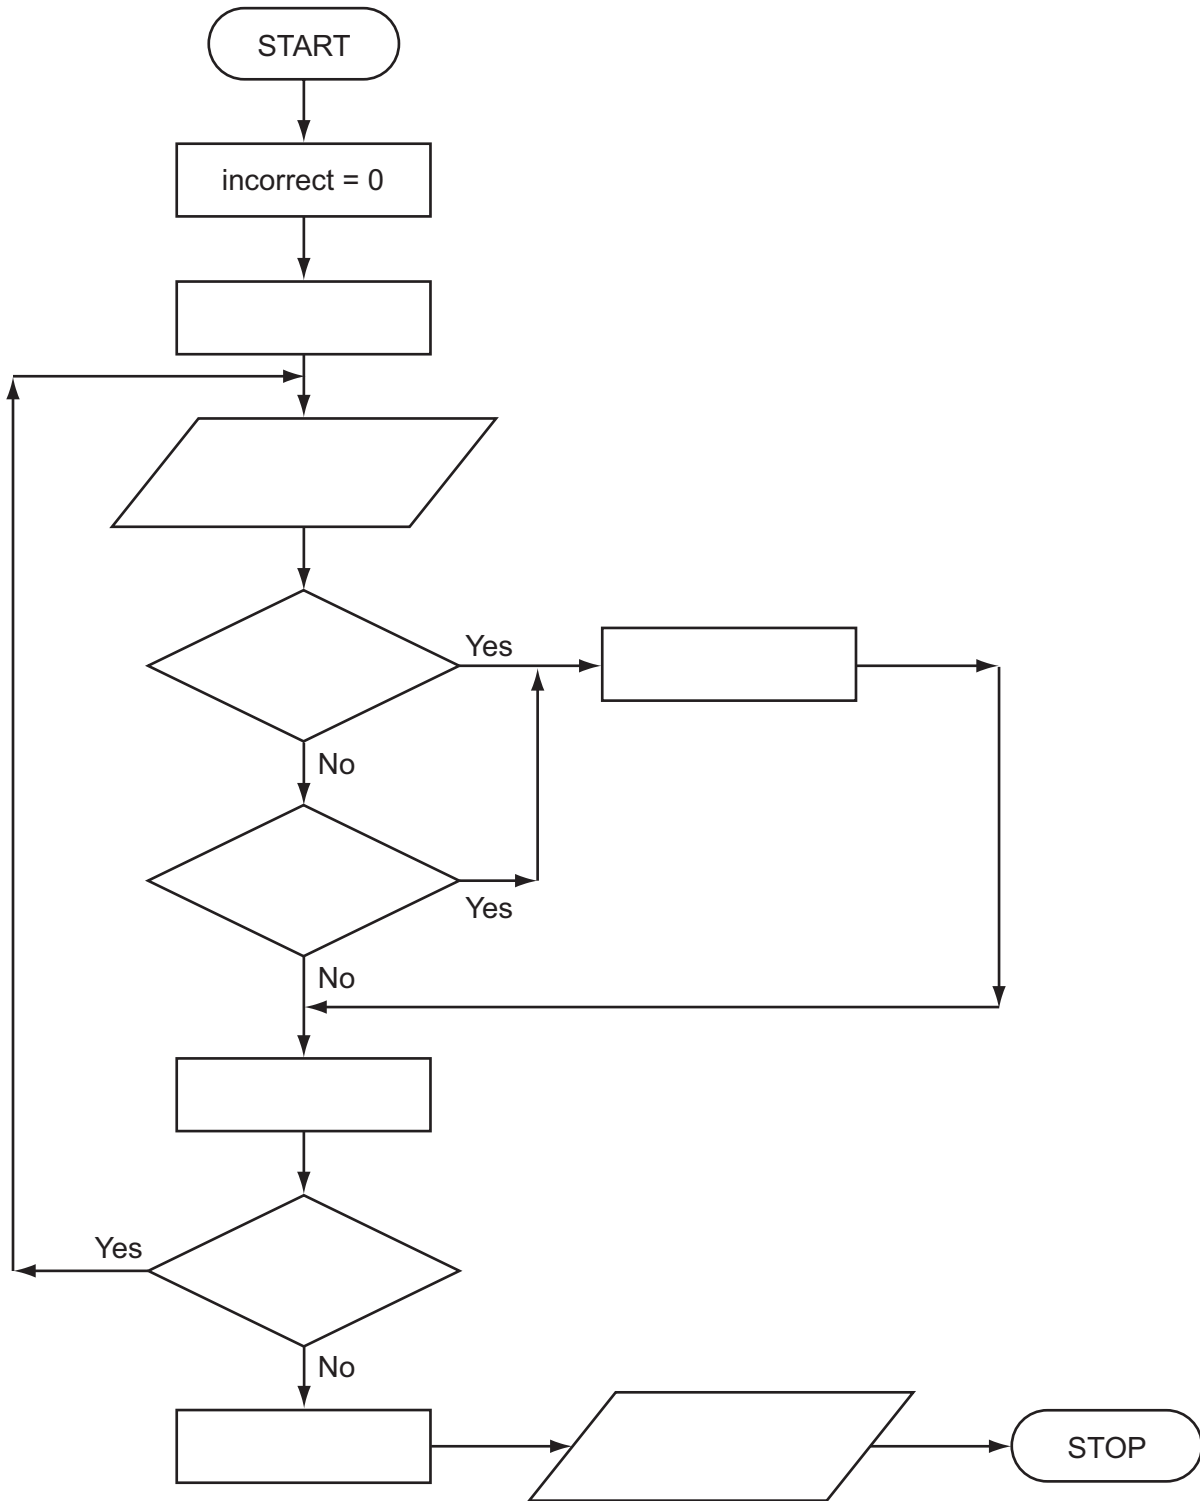 START
incorrect = 0
Yes
No
Yes
No
Yes
No
STOP